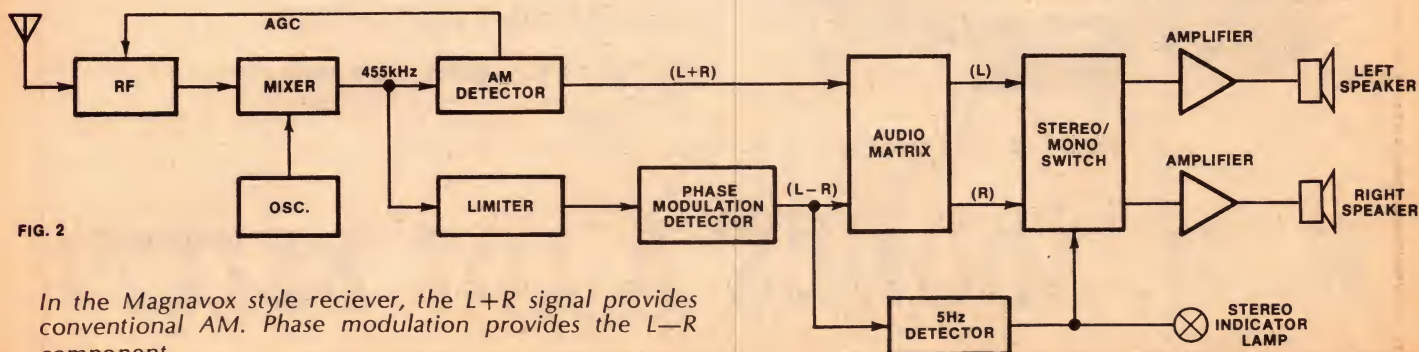 AGC
RF
MIXER
455kHz
AM
DETECTOR
(L+R)
AUDIO
MATRIX
(L)
(R)
STEREO/
MONO
SWITCH
AMPLIFIER
LEFT
SPEAKER
AMPLIFIER
RIGHT
SPEAKER
OSC.
LIMITER
PHASE
MODULATION
DETECTOR
(L−R)
FIG. 2
5Hz
DETECTOR
STEREO
INDICATOR
LAMP
In the Magnavox style reciever, the L+R signal provides
conventional AM. Phase modulation provides the L—R
component